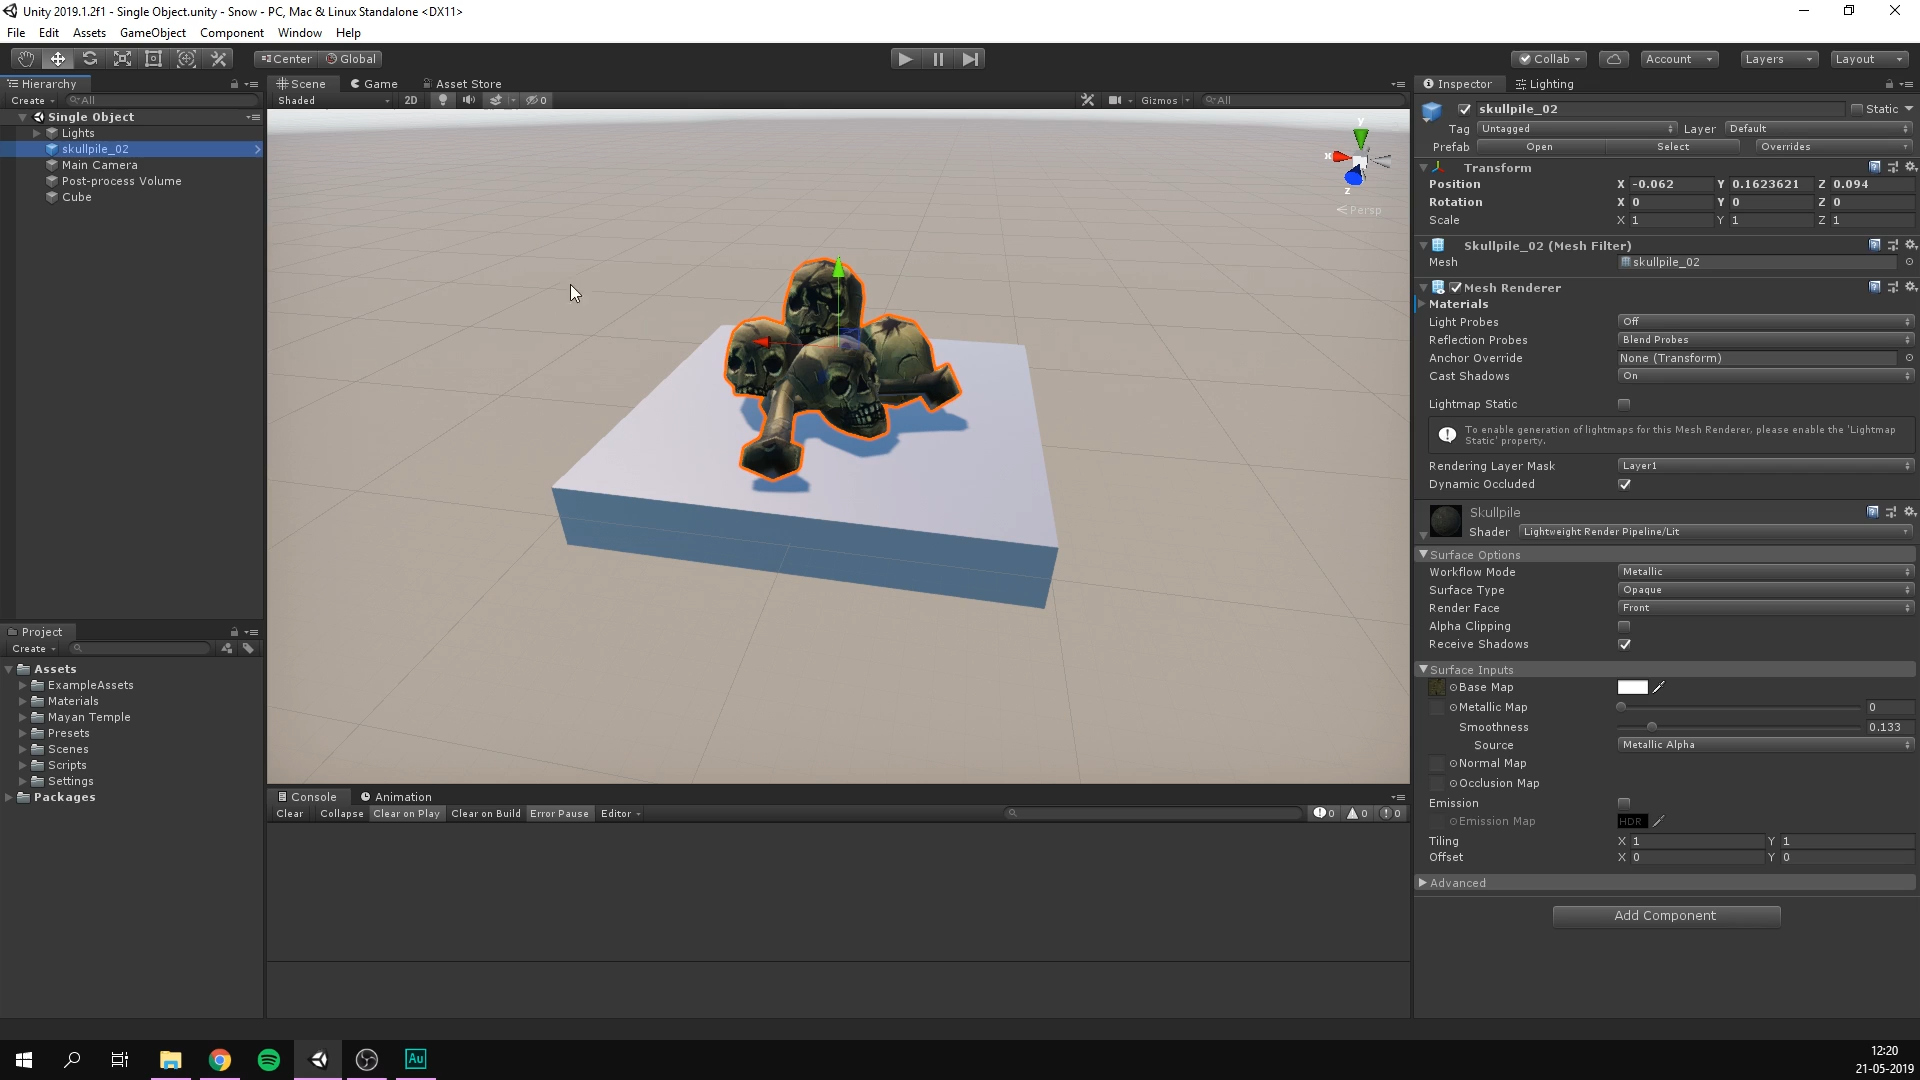 Unity 2019.1.2f1 - Single Object.unity - Snow - PC, Mac & Linux Standalone <DX11>
File Edit Assets GameObject Component Window Help
Center Global
Collab Account Layers Layout
Hierarchy
Create All
Single Object
Lights
skullpile_02
Main Camera
Post-process Volume
Cube
Scene Game Asset Store
Shaded 2D 0 Gizmos All
y
x
z
Persp
Inspector Lighting
skullpile_02 Static
Tag Untagged Layer Default
Prefab Open Select Overrides
Transform
Position X -0.062 Y 0.1623621 Z 0.094
Rotation X 0 Y 0 Z 0
Scale X 1 Y 1 Z 1
Skullpile_02 (Mesh Filter)
Mesh skullpile_02
Mesh Renderer
Materials
Light Probes Off
Reflection Probes Blend Probes
Anchor Override None (Transform)
Cast Shadows On
Lightmap Static
To enable generation of lightmaps for this Mesh Renderer, please enable the 'Lightmap
Static' property.
Rendering Layer Mask Layer1
Dynamic Occluded
Skullpile
Shader Lightweight Render Pipeline/Lit
Surface Options
Workflow Mode Metallic
Surface Type Opaque
Render Face Front
Alpha Clipping
Receive Shadows
Surface Inputs
Base Map
Metallic Map 0
Smoothness 0.133
Source Metallic Alpha
Normal Map
Occlusion Map
Emission
Emission Map HDR
Tiling X 1 Y 1
Offset X 0 Y 0
Advanced
Add Component
Project
Create
Assets
ExampleAssets
Materials
Mayan Temple
Presets
Scenes
Scripts
Settings
Packages
Console Animation
Clear Collapse Clear on Play Clear on Build Error Pause Editor 0 0 0
Au
12:20
21-05-2019